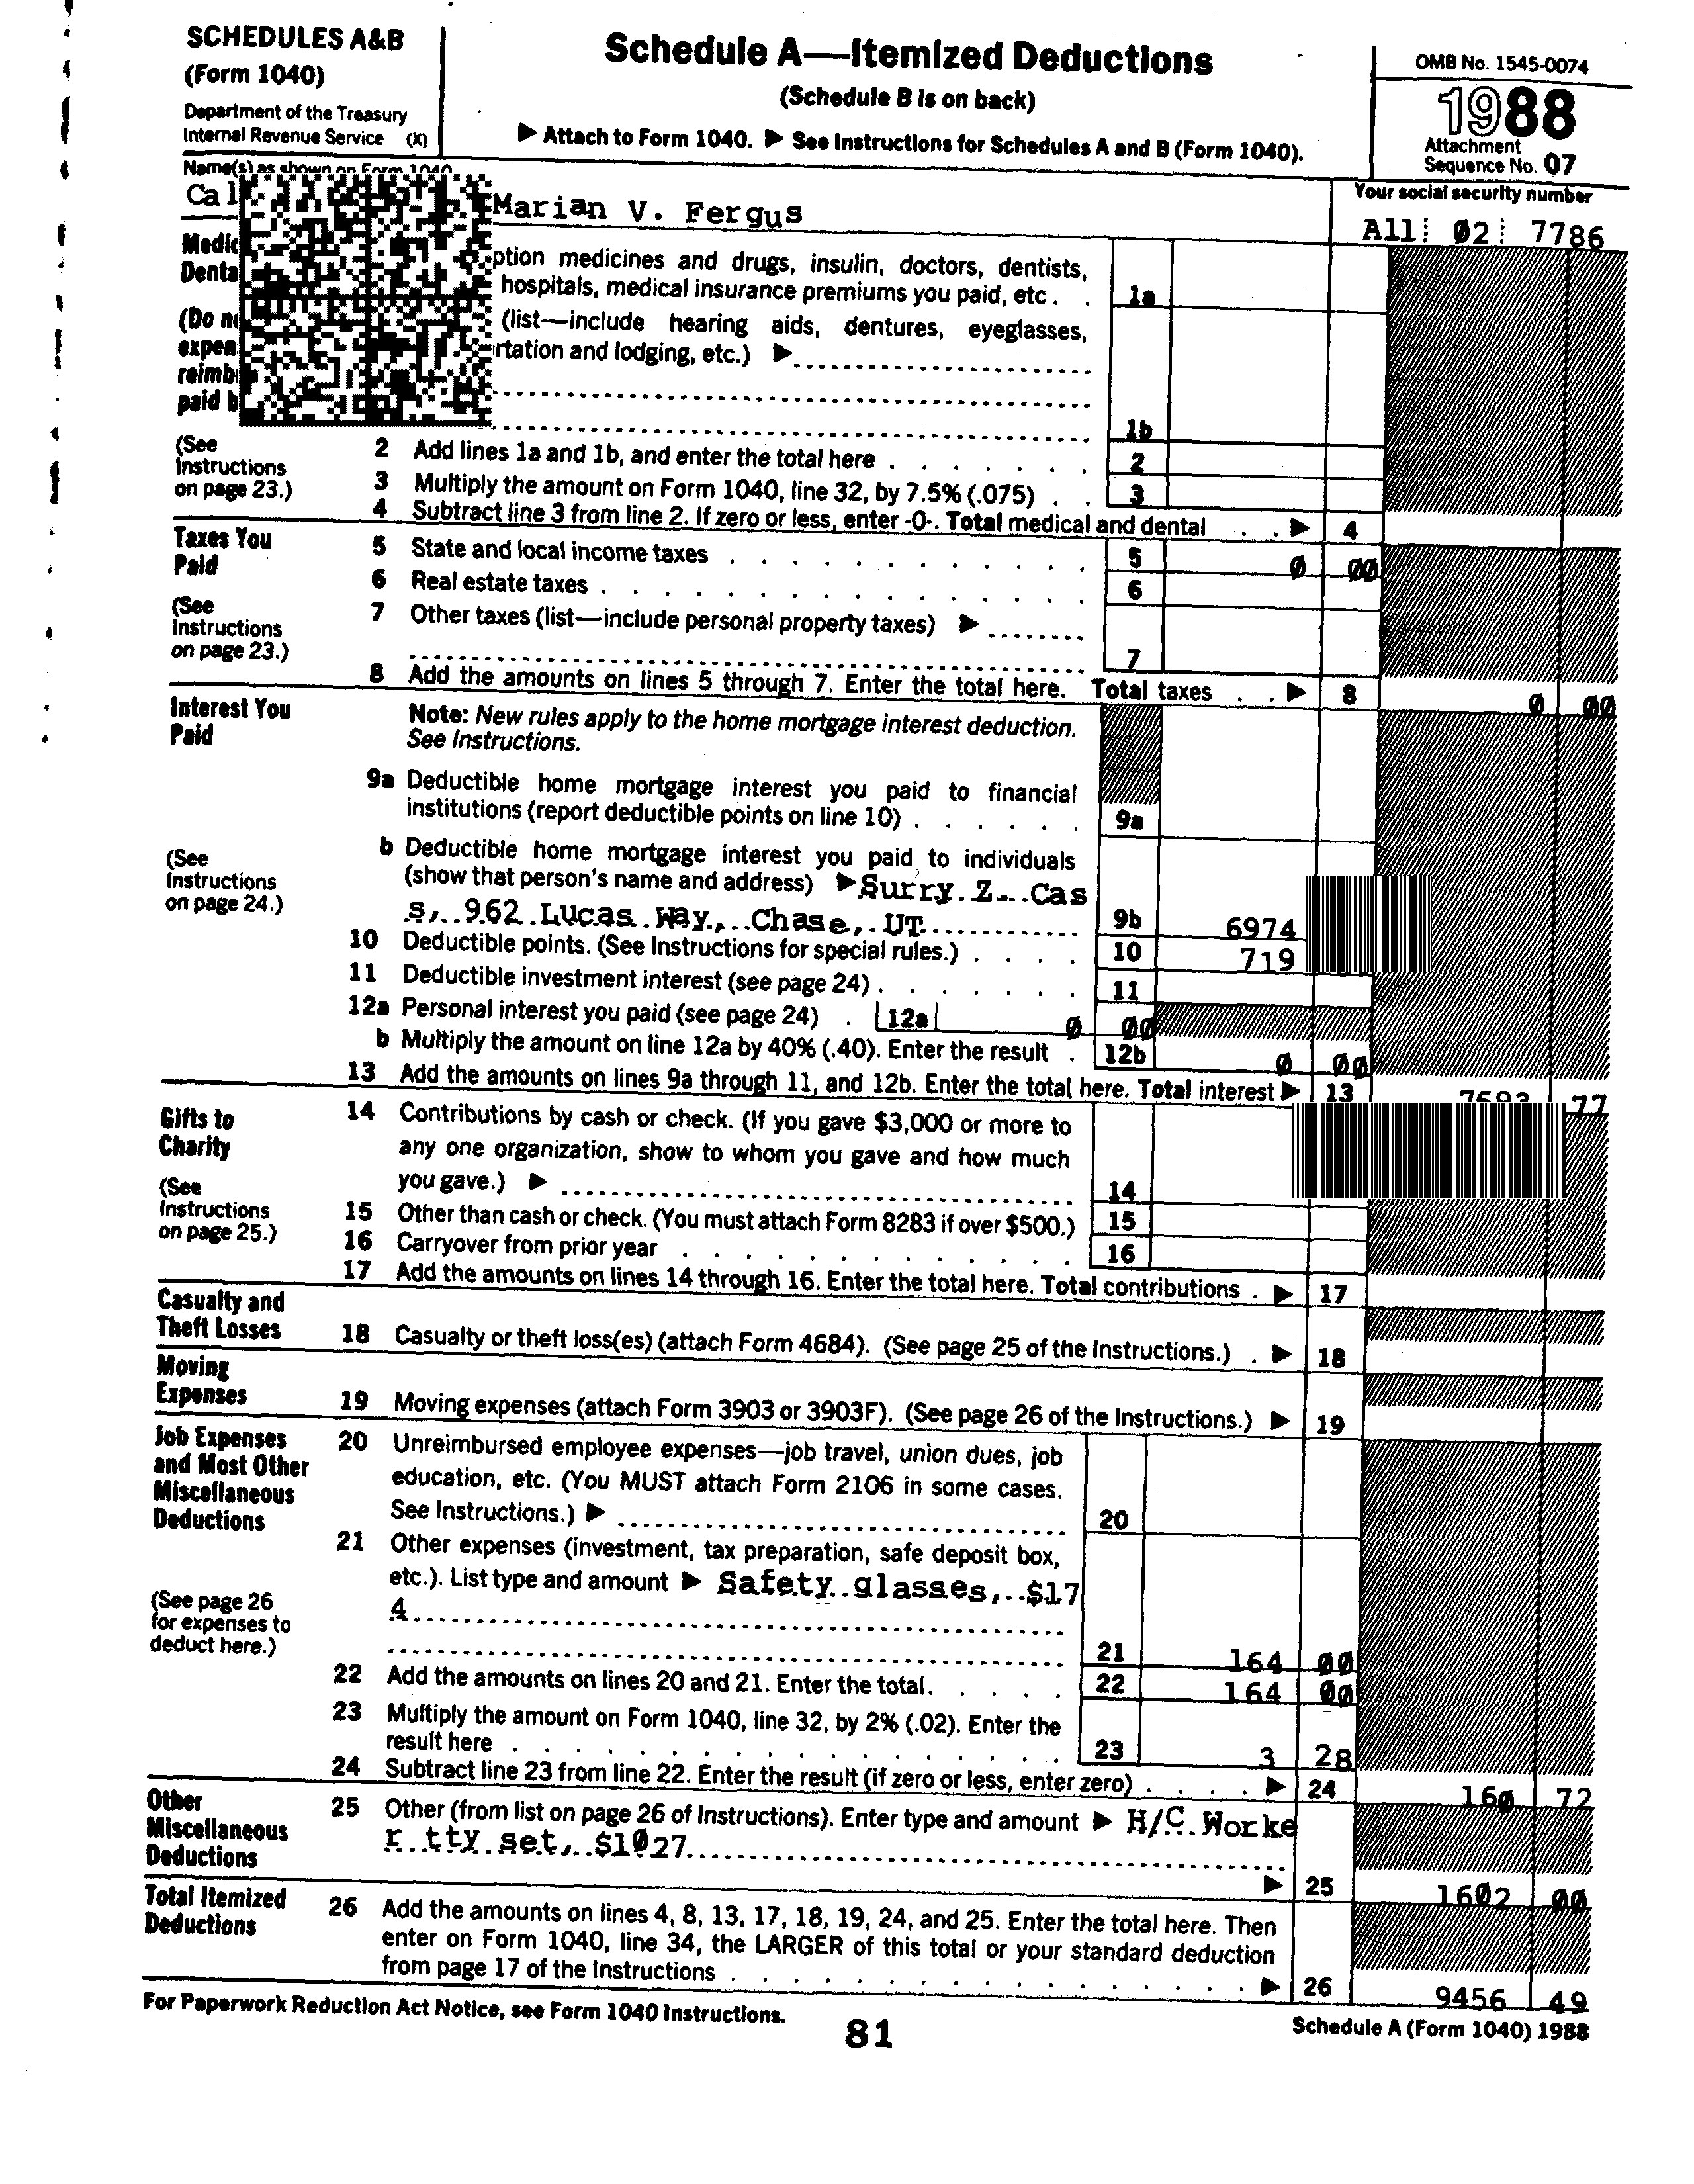 SCHEDULES A&B
(Form 1040)
Department of the Treasury
Internal Revenue Service (X)
Schedule A—Itemized Deductions
(Schedule B is on back)
▶ Attach to Form 1040. ▶ See Instructions for Schedules A and B (Form 1040).
OMB No. 1545-0074
1988
Attachment
Sequence No. 07
Name(s) as shown on Form 1040
Marian V. Fergus
Your social security number
All 02 7786
ption medicines and drugs, insulin, doctors, dentists,
hospitals, medical insurance premiums you paid, etc . . 1a
(list—include hearing aids, dentures, eyeglasses,
rtation and lodging, etc.) ▶
1b
(See
Instructions
on page 23.)
2 Add lines 1a and 1b, and enter the total here . . . . . . . 2
3 Multiply the amount on Form 1040, line 32, by 7.5% (.075) . . 3
4 Subtract line 3 from line 2. If zero or less, enter -0-. Total medical and dental . . ▶ 4
Taxes You
Paid
(See
Instructions
on page 23.)
5 State and local income taxes . . . . . . . . . . . . 5 0 00
6 Real estate taxes . . . . . . . . . . . . . . . . 6
7 Other taxes (list—include personal property taxes) ▶
7
8 Add the amounts on lines 5 through 7. Enter the total here. Total taxes . . ▶ 8 0 00
Interest You
Paid
(See
Instructions
on page 24.)
Note: New rules apply to the home mortgage interest deduction.
See Instructions.
9a Deductible home mortgage interest you paid to financial
institutions (report deductible points on line 10) . . . . . . 9a
b Deductible home mortgage interest you paid to individuals
(show that person's name and address) ▶ Surry Z. Cas
s, 962 Lucas Way, Chase, UT 9b 6974
10 Deductible points. (See Instructions for special rules.) . . . . 10 719
11 Deductible investment interest (see page 24) . . . . . . . 11
12a Personal interest you paid (see page 24) . 12a 0 00
b Multiply the amount on line 12a by 40% (.40). Enter the result . 12b 0 00
13 Add the amounts on lines 9a through 11, and 12b. Enter the total here. Total interest ▶ 13 7693 77
Gifts to
Charity
(See
Instructions
on page 25.)
14 Contributions by cash or check. (If you gave $3,000 or more to
any one organization, show to whom you gave and how much
you gave.) ▶ 14
15 Other than cash or check. (You must attach Form 8283 if over $500.) 15
16 Carryover from prior year . . . . . . . . . . . . . 16
17 Add the amounts on lines 14 through 16. Enter the total here. Total contributions . ▶ 17
Casualty and
Theft Losses
18 Casualty or theft loss(es) (attach Form 4684). (See page 25 of the Instructions.) . ▶ 18
Moving
Expenses
19 Moving expenses (attach Form 3903 or 3903F). (See page 26 of the Instructions.) ▶ 19
Job Expenses
and Most Other
Miscellaneous
Deductions
(See page 26
for expenses to
deduct here.)
20 Unreimbursed employee expenses—job travel, union dues, job
education, etc. (You MUST attach Form 2106 in some cases.
See Instructions.) ▶ 20
21 Other expenses (investment, tax preparation, safe deposit box,
etc.). List type and amount ▶ Safety glasses, $17
4
21 164 00
22 Add the amounts on lines 20 and 21. Enter the total. . . . . 22 164 00
23 Multiply the amount on Form 1040, line 32, by 2% (.02). Enter the
result here . . . . . . . . . . . . . . . . . . 23 3 28
24 Subtract line 23 from line 22. Enter the result (if zero or less, enter zero) . . . . ▶ 24 160 72
Other
Miscellaneous
Deductions
25 Other (from list on page 26 of Instructions). Enter type and amount ▶ H/C Worke
r tty set, $1027
▶ 25 1602 00
Total Itemized
Deductions
26 Add the amounts on lines 4, 8, 13, 17, 18, 19, 24, and 25. Enter the total here. Then
enter on Form 1040, line 34, the LARGER of this total or your standard deduction
from page 17 of the Instructions . . . . . . . . . . . . . . . . . ▶ 26 9456 49
For Paperwork Reduction Act Notice, see Form 1040 Instructions.
81
Schedule A (Form 1040) 1988